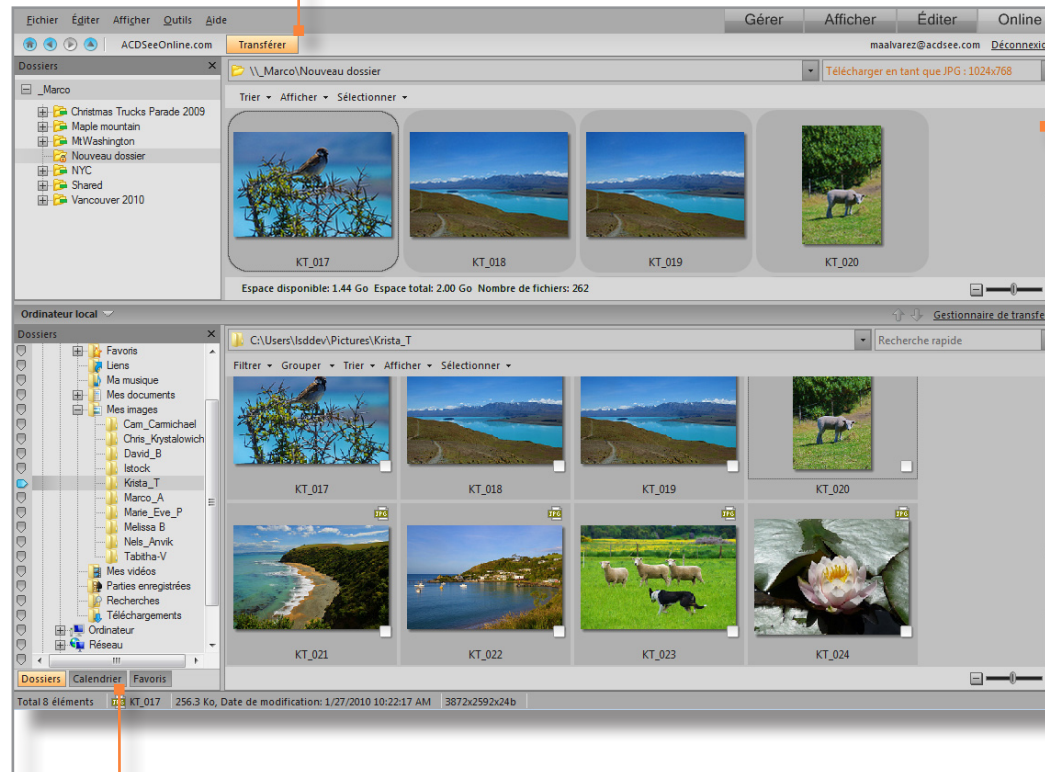 Fichier Éditer Afficher Outils Aide
Gérer Afficher Éditer Online
ACDSeeOnline.com Transférer
maalvarez@acdsee.com Déconnexio
Dossiers
\\_Marco\Nouveau dossier
Télécharger en tant que JPG : 1024x768
_Marco
Trier Afficher Sélectionner
Christmas Trucks Parade 2009
Maple mountain
MtWashington
Nouveau dossier
NYC
Shared
Vancouver 2010
KT_017 KT_018 KT_019 KT_020
Espace disponible: 1.44 Go Espace total: 2.00 Go Nombre de fichiers: 262
Ordinateur local
Gestionnaire de transfe
Dossiers
C:\Users\lsddev\Pictures\Krista_T
Recherche rapide
Filtrer Grouper Trier Afficher Sélectionner
Favoris
Liens
Ma musique
Mes documents
Mes images
Cam_Carmichael
Chris_Krystalowich
David_B
Istock
Krista_T
Marco_A
Marie_Eve_P
Melissa B
Nels_Anvik
Tabitha-V
Mes vidéos
Parties enregistrées
Recherches
Téléchargements
Ordinateur
Réseau
KT_017 KT_018 KT_019 KT_020
JPG JPG JPG JPG
KT_021 KT_022 KT_023 KT_024
Dossiers Calendrier Favoris
Total 8 éléments JPG KT_017 256.3 Ko, Date de modification: 1/27/2010 10:22:17 AM 3872x2592x24b